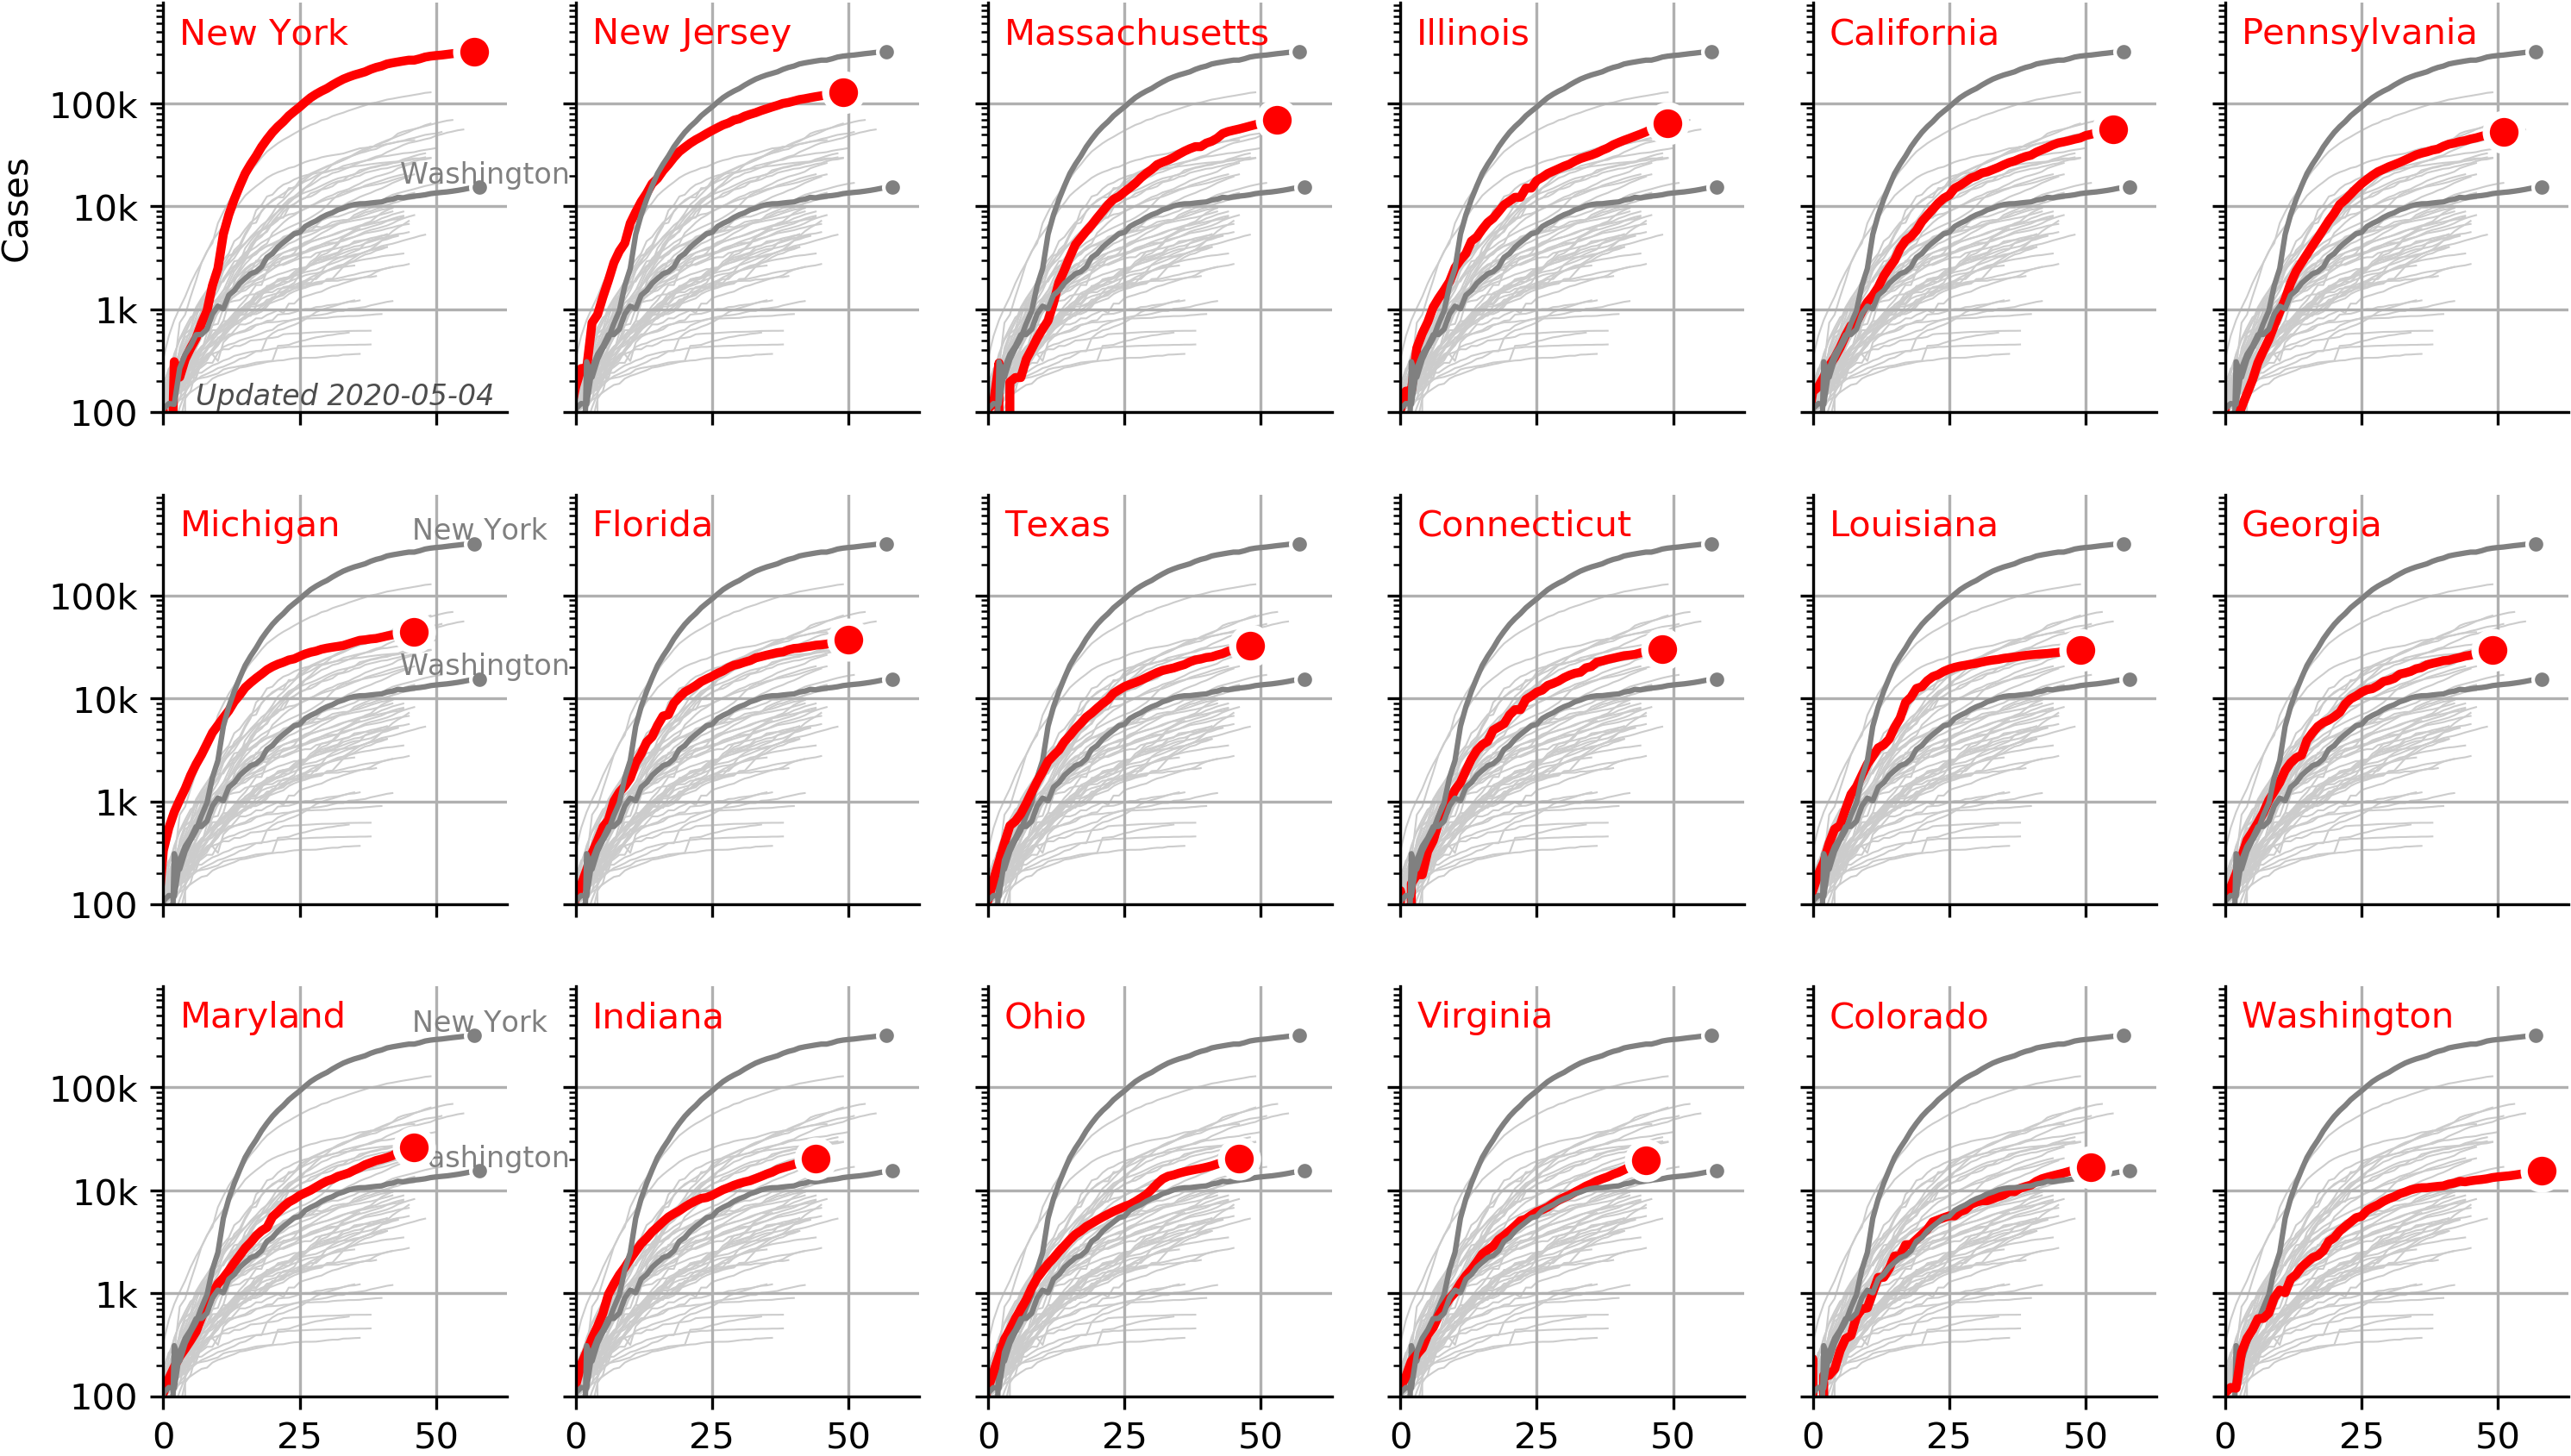 New York
New Jersey
Massachusetts
Illinois
California
Pennsylvania
Cases
100k
10k
1k
100
Washington
Updated 2020-05-04
Michigan
Florida
Texas
Connecticut
Louisiana
Georgia
New York
100k
10k
1k
100
Washington
Maryland
Indiana
Ohio
Virginia
Colorado
Washington
New York
100k
10k
1k
100
ashington
0 25 50 0 25 50 0 25 50 0 25 50 0 25 50 0 25 50